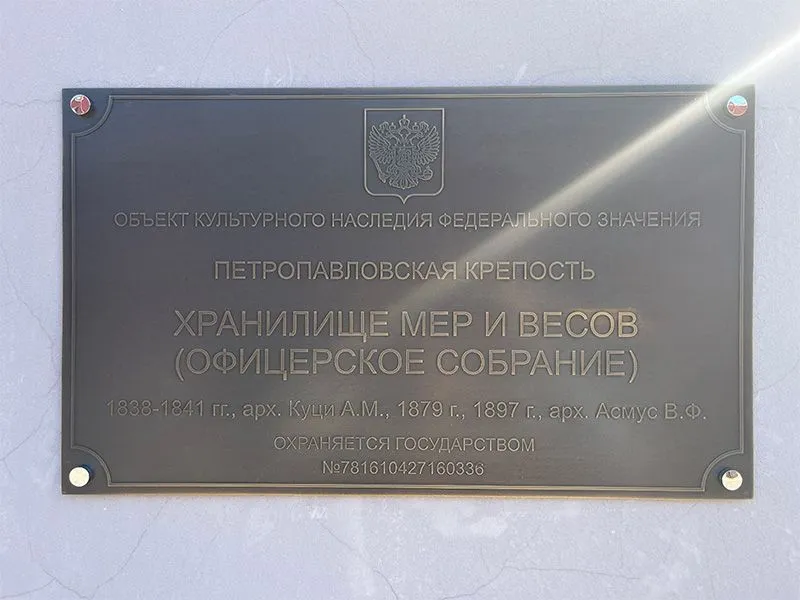 ОБЪЕКТ КУЛЬТУРНОГО НАСЛЕДИЯ ФЕДЕРАЛЬНОГО ЗНАЧЕНИЯ
ПЕТРОПАВЛОВСКАЯ КРЕПОСТЬ
ХРАНИЛИЩЕ МЕР И ВЕСОВ
(ОФИЦЕРСКОЕ СОБРАНИЕ)
1838-1841 гг., арх. Куци А.М., 1879 г., 1897 г., арх. Асмус В.Ф.
ОХРАНЯЕТСЯ ГОСУДАРСТВОМ
№781610427160336